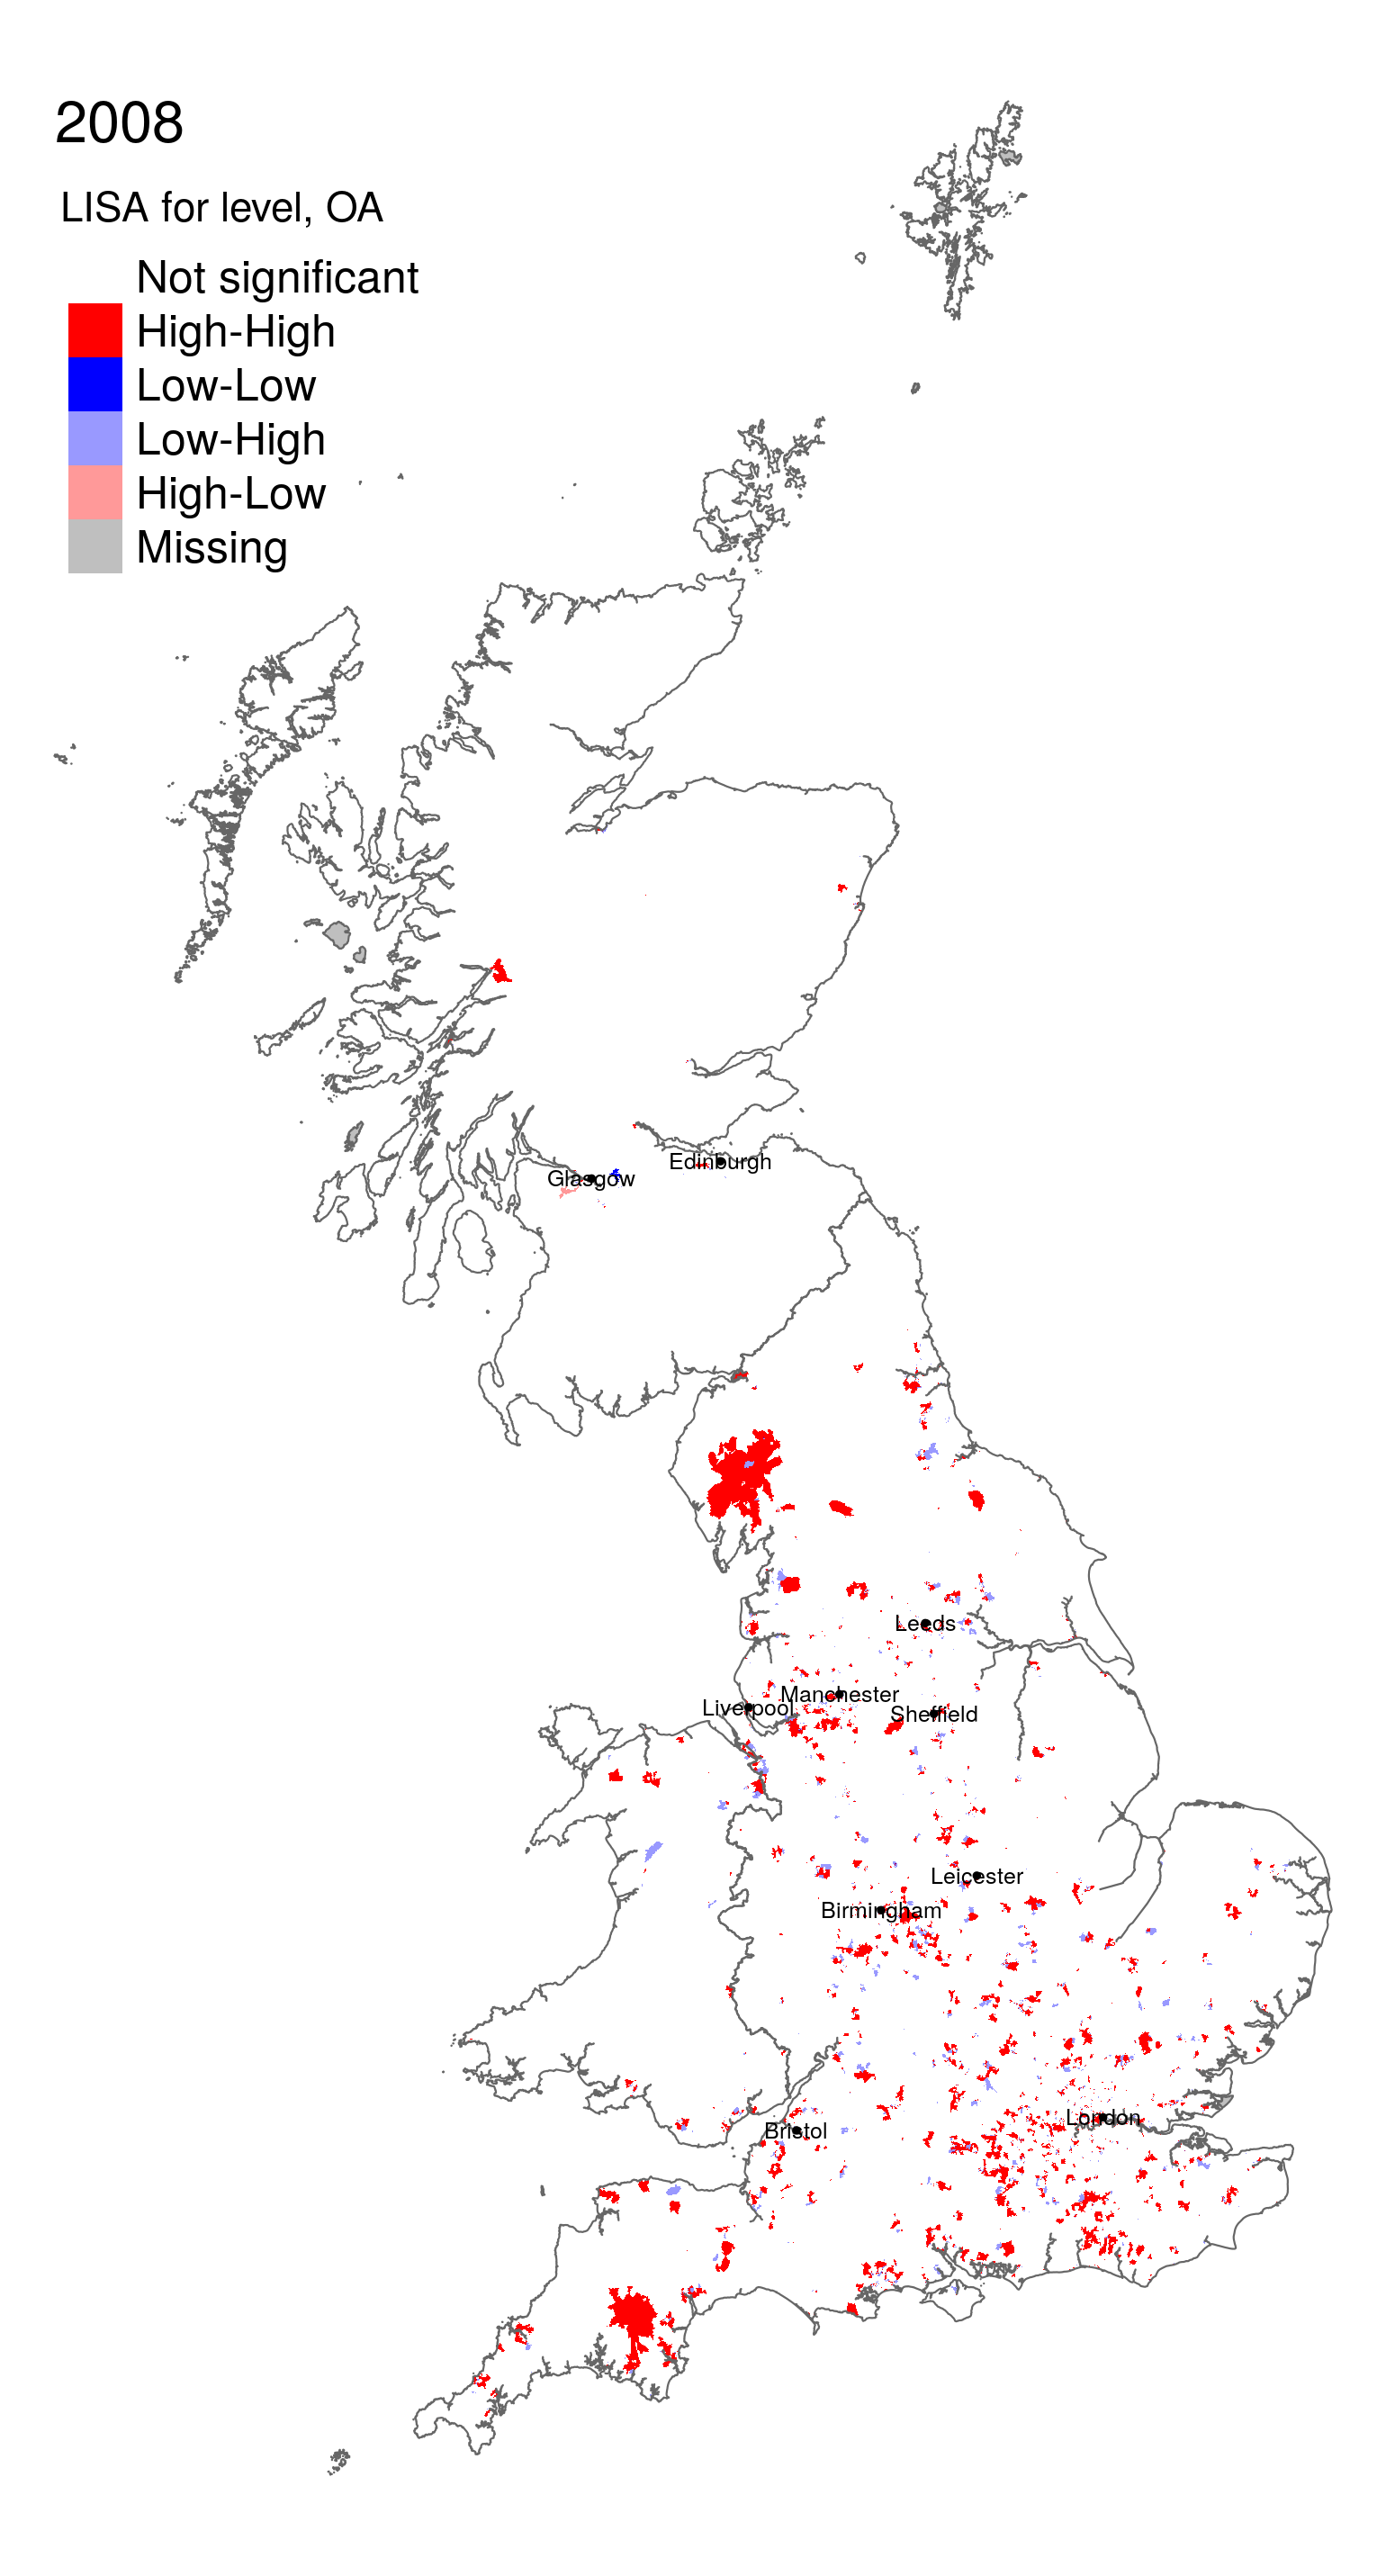 2008
LISA for level, OA
Not significant
High-High
Low-Low
Low-High
High-Low
Missing
Edinburgh
Glasgow
Leeds
Manchester
Liverpool
Sheffield
Leicester
Birmingham
London
Bristol